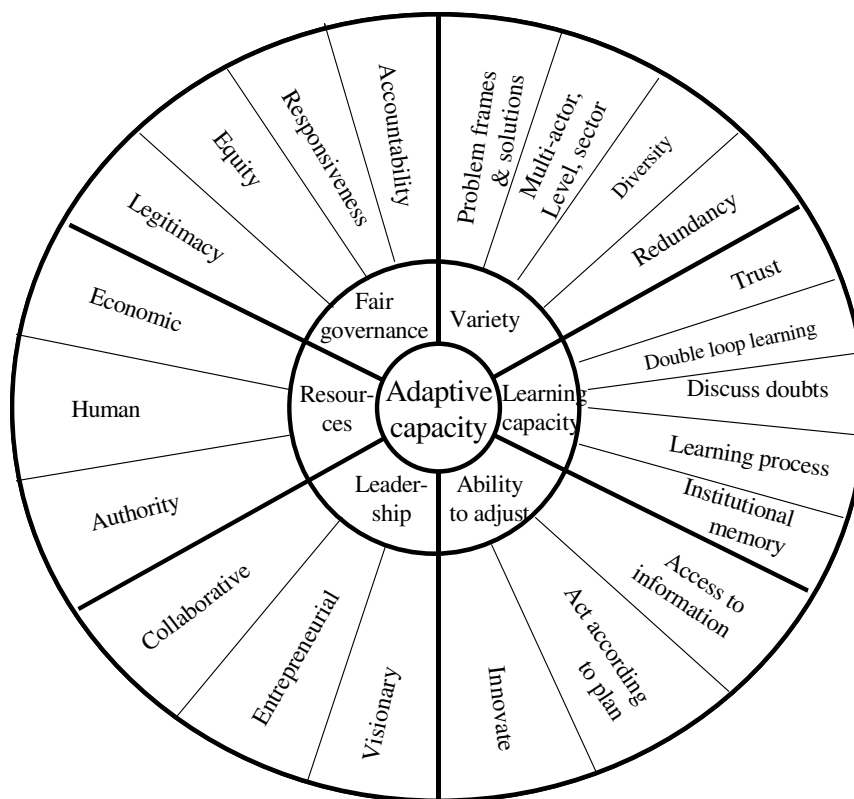 Adaptive
capacity
Variety
Problem frames
& solutions
Multi-actor,
Level, sector
Diversity
Redundancy
Learning
capacity
Trust
Double loop learning
Discuss doubts
Learning process
Institutional
memory
Ability
to adjust
Access to
information
Act according
to plan
Innovate
Leader-
ship
Visionary
Entrepreneurial
Collaborative
Resour-
ces
Authority
Human
Economic
Fair
governance
Legitimacy
Equity
Responsiveness
Accountability